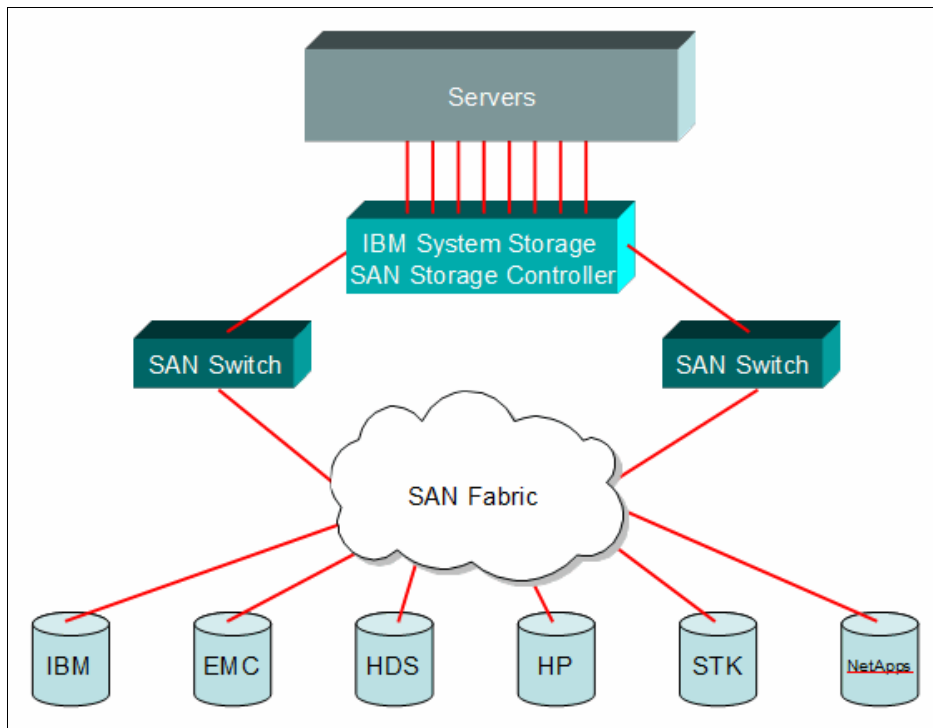 Servers
IBM System Storage
SAN Storage Controller
SAN Switch
SAN Switch
SAN Fabric
IBM
EMC
HDS
HP
STK
NetApps